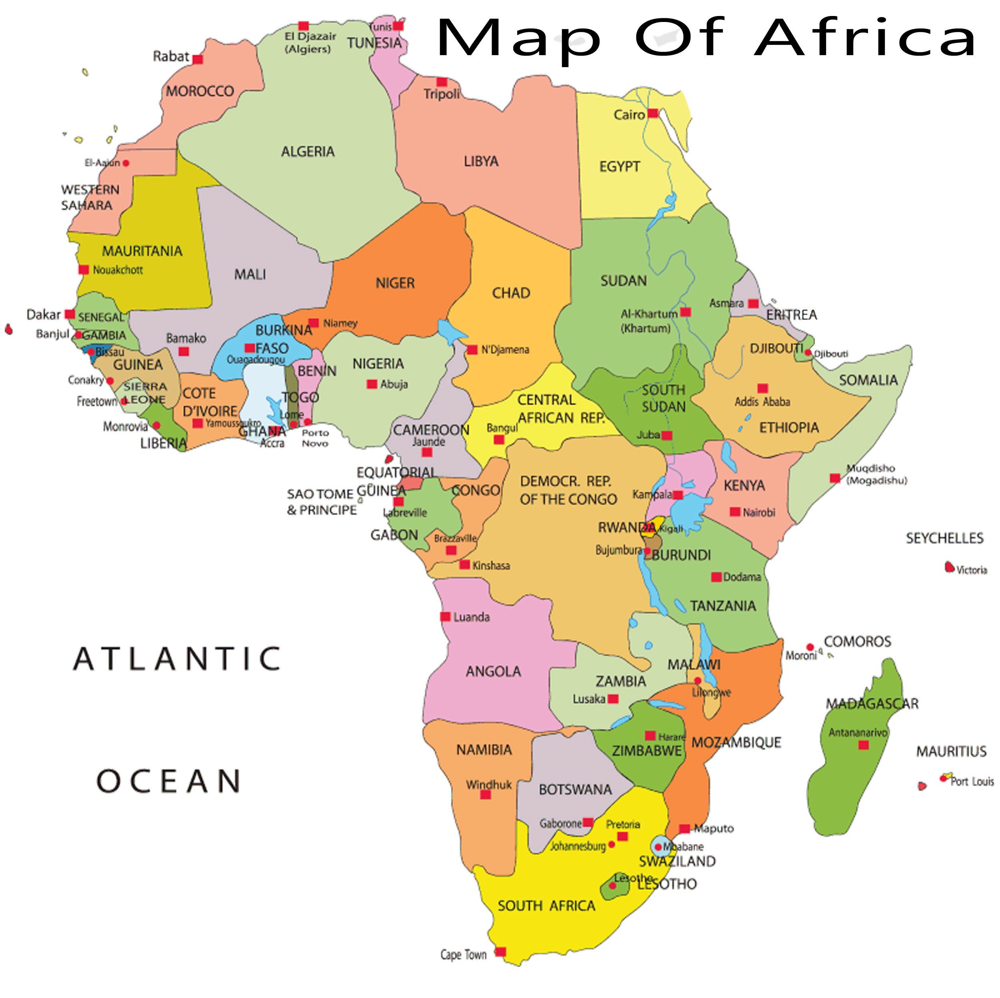 Map Of Africa
Tunis
El Djazair
(Algiers)
TUNESIA
Rabat
MOROCCO
Tripoli
Cairo
ALGERIA
LIBYA
EGYPT
El-Aaiun
WESTERN
SAHARA
MAURITANIA
Nouakchott
MALI
NIGER
CHAD
SUDAN
Asmara
ERITREA
Al-Khartum
(Khartum)
Dakar
SENEGAL
Banjul
GAMBIA
Bamako
BURKINA
FASO
Ouagadougou
Niamey
N'Djamena
DJIBOUTI
Djibouti
Bissau
GUINEA
BENIN
NIGERIA
Abuja
SOMALIA
Conakry
SIERRA
LEONE
Freetown
COTE
D'IVOIRE
Yamoussoukro
TOGO
Lome
CENTRAL
AFRICAN REP.
SOUTH
SUDAN
Addis Ababa
ETHIOPIA
Monrovia
LIBERIA
GHANA
Accra
Porto
Novo
CAMEROON
Jaunde
Bangul
Juba
EQUATORIAL
GUINEA
SAO TOME
& PRINCIPE
CONGO
DEMOCR. REP.
OF THE CONGO
Kampala
KENYA
Nairobi
Muqdisho
(Mogadishu)
Labreville
GABON
Brazzaville
Kinshasa
RWANDA
Kigali
Bujumbura
BURUNDI
SEYCHELLES
Victoria
Dodama
TANZANIA
Luanda
ATLANTIC
OCEAN
ANGOLA
ZAMBIA
Lusaka
MALAWI
Lilongwe
COMOROS
Moroni
MADAGASCAR
Antananarivo
NAMIBIA
Windhuk
Harare
ZIMBABWE
MOZAMBIQUE
MAURITIUS
Port Louis
BOTSWANA
Gaborone
Pretoria
Johannesburg
Maputo
Mbabane
SWAZILAND
Lesotho
LESOTHO
SOUTH AFRICA
Cape Town